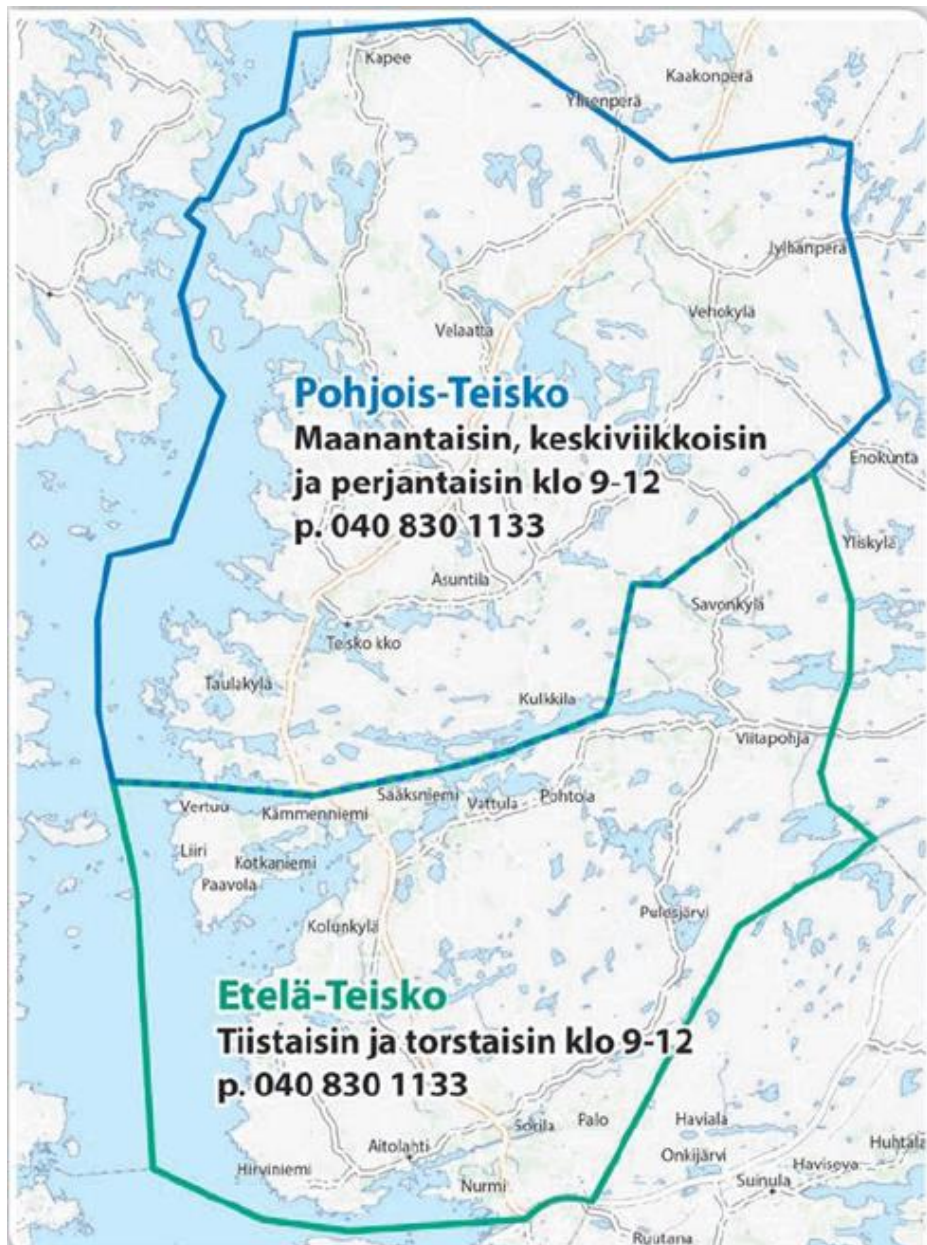 Kapee
Kaakonperä
Ylisenperä
Jylhänperä
Vehokylä
Velaatta
Pohjois-Teisko
Maanantaisin, keskiviikkoisin
ja perjantaisin klo 9-12
p. 040 830 1133
Enokunta
Yliskylä
Asuntila
Savonkylä
Teisko kko
Taulakylä
Kulkkila
Viitapohja
Sääksniemi
Vertuu
Kämmenniemi
Vattula
Pohtola
Liiri
Kotkaniemi
Paavola
Kolunkylä
Pulesjärvi
Etelä-Teisko
Tiistaisin ja torstaisin klo 9-12
p. 040 830 1133
Sorila
Palo
Haviala
Aitolahti
Onkijärvi
Huhtala
Hirviniemi
Haviseva
Nurmi
Suinula
Ruutana